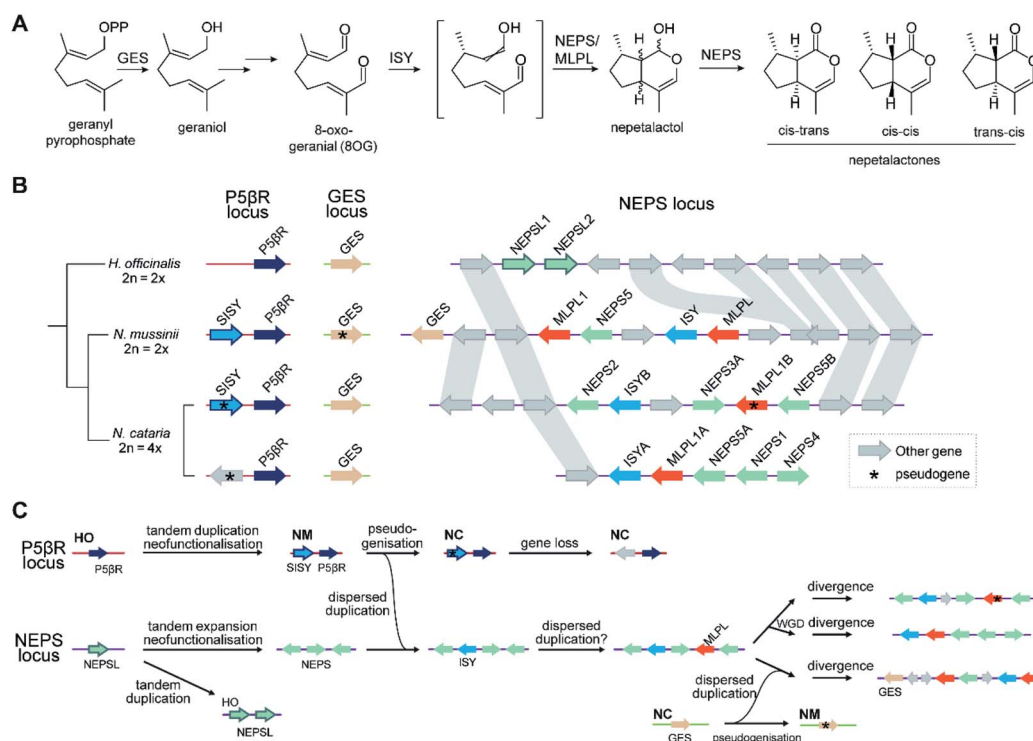 A
OPP
GES
OH
ISY
OH
NEPS/
MLPL
OH
NEPS
geranyl
pyrophosphate
geraniol
8-oxo-
geranial (8OG)
nepetalactol
cis-trans
cis-cis
trans-cis
nepetalactones
B
P5βR
locus
GES
locus
NEPS locus
H. officinalis
2n = 2x
P5βR
GES
NEPSL1
NEPSL2
N. mussinii
2n = 2x
SISY
P5βR
GES
*
GES
MLPL1
NEPS5
ISY
MLPL
N. cataria
2n = 4x
SISY
*
P5βR
GES
NEPS2
ISYB
NEPS3A
MLPL1B
*
NEPS5B
*
P5βR
GES
ISYA
MLPL1A
NEPS5A
NEPS1
NEPS4
Other gene
* pseudogene
C
P5βR
locus
HO
P5βR
tandem duplication
neofunctionalisation
NM
SISY P5βR
pseudo-
genisation
NC
*
gene loss
NC
dispersed
duplication
NEPS
locus
NEPSL
tandem expansion
neofunctionalisation
NEPS
ISY
dispersed
duplication?
MLPL
divergence
*
WGD
divergence
divergence
GES
tandem
duplication
HO
NEPSL
dispersed
duplication
NC
GES
pseudogenisation
NM
*